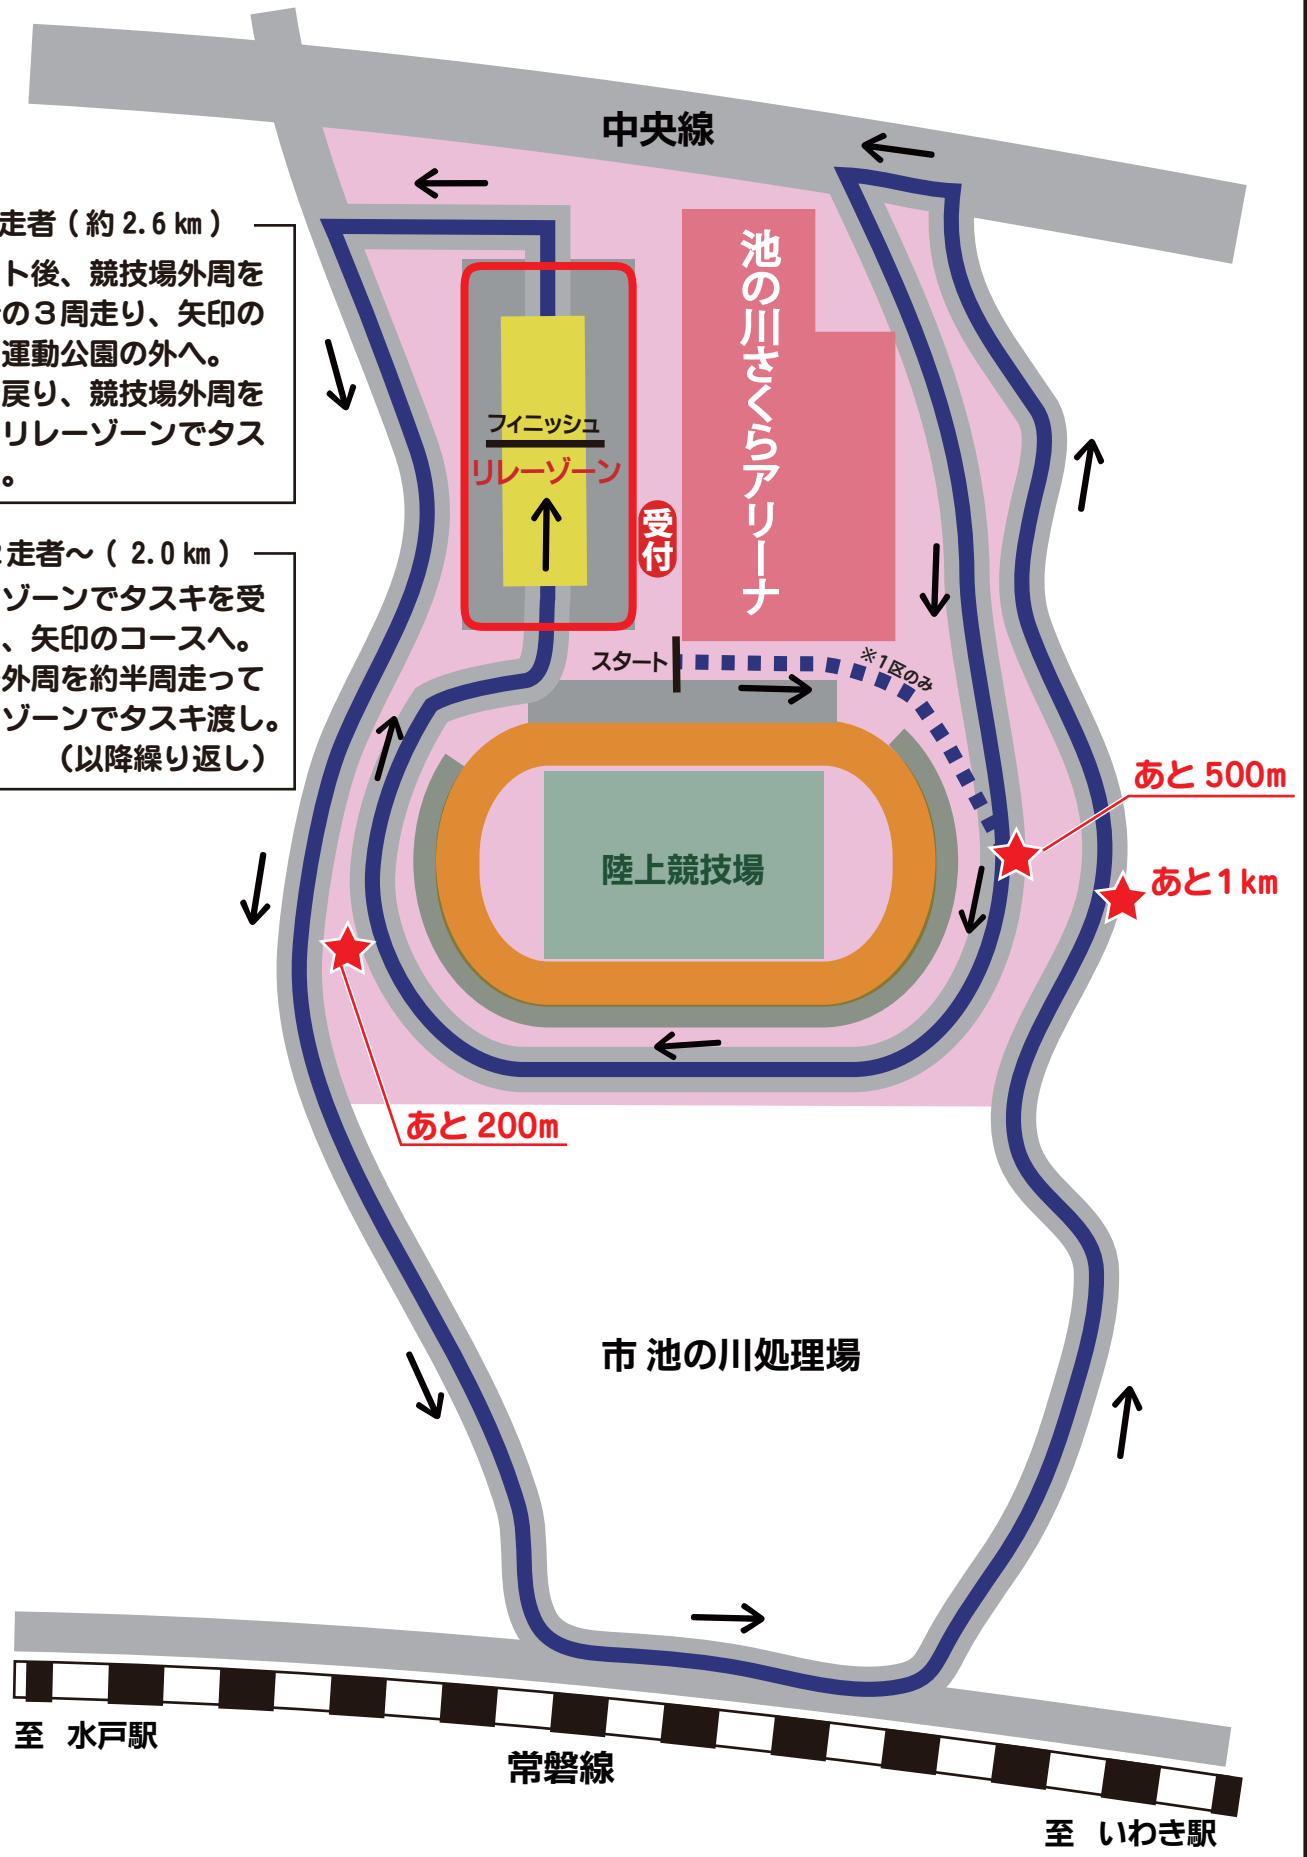 中央線
走者(約2.6km)
ト後、競技場外周を
の3周走り、矢印の
運動公園の外へ。
戻り、競技場外周を
リレーゾーンでタス
。
走者～( 2.0km)
ゾーンでタスキを受
、矢印のコースへ。
外周を約半周走って
ゾーンでタスキ渡し。
(以降繰り返し)
池の川さくらアリーナ
フィニッシュ
リレーゾーン
受付
スタート
※1区のみ
陸上競技場
あと 500m
あと1km
あと 200m
市 池の川処理場
至 水戸駅
常磐線
至 いわき駅